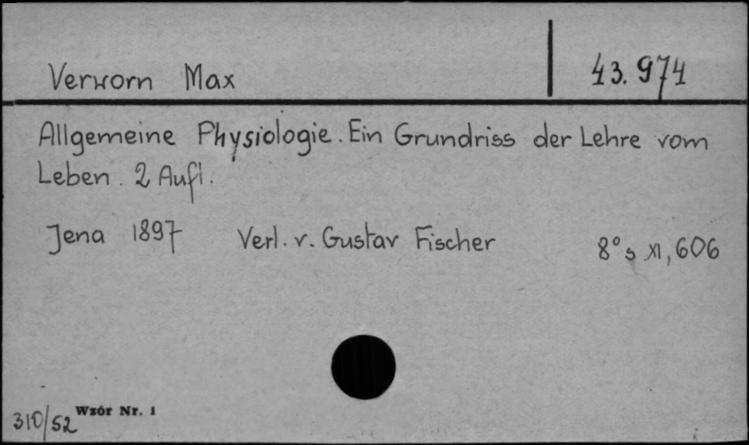 Verworn Max
43.974
Allgemeine Physiologie. Ein Grundriss der Lehre vom
Leben. 2 Aufl.
Jena 1897 Verl. v. Gustav Fischer 8° s XI, 606
Wzór Nr. 1
310/52